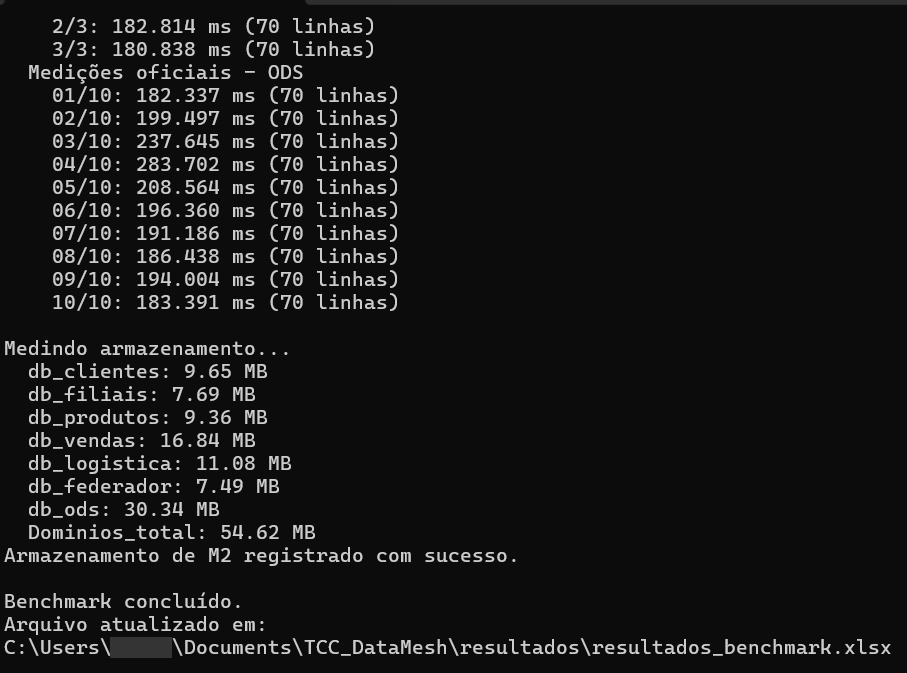 2/3: 182.814 ms (70 linhas)
3/3: 180.838 ms (70 linhas)
Medições oficiais - ODS
01/10: 182.337 ms (70 linhas)
02/10: 199.497 ms (70 linhas)
03/10: 237.645 ms (70 linhas)
04/10: 283.702 ms (70 linhas)
05/10: 208.564 ms (70 linhas)
06/10: 196.360 ms (70 linhas)
07/10: 191.186 ms (70 linhas)
08/10: 186.438 ms (70 linhas)
09/10: 194.004 ms (70 linhas)
10/10: 183.391 ms (70 linhas)
Medindo armazenamento...
db_clientes: 9.65 MB
db_filiais: 7.69 MB
db_produtos: 9.36 MB
db_vendas: 16.84 MB
db_logistica: 11.08 MB
db_federador: 7.49 MB
db_ods: 30.34 MB
Dominios_total: 54.62 MB
Armazenamento de M2 registrado com sucesso.
Benchmark concluído.
Arquivo atualizado em:
C:\Users\ \Documents\TCC_DataMesh\resultados\resultados_benchmark.xlsx